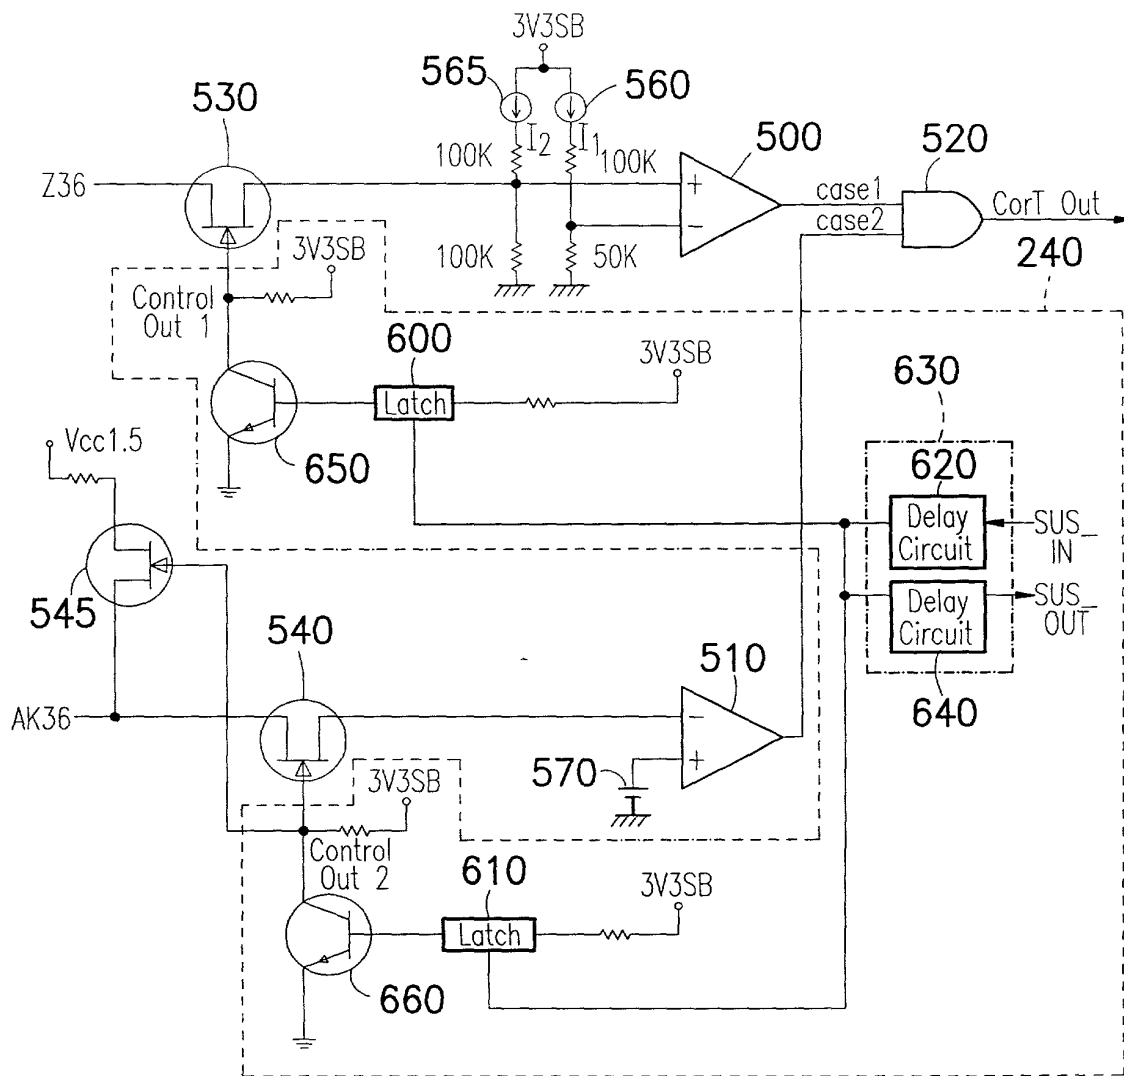 3V3SB
565
560
530
I2
I1
500
520
100K
100K
Z36
+
case1
case2
CorT Out
-
240
3V3SB
100K
50K
Control
Out 1
600
3V3SB
630
Latch
Vcc1.5
650
620
Delay
Circuit
SUS_
IN
545
Delay
Circuit
SUS_
OUT
540
510
640
AK36
-
570
+
3V3SB
Control
Out 2
610
3V3SB
Latch
660